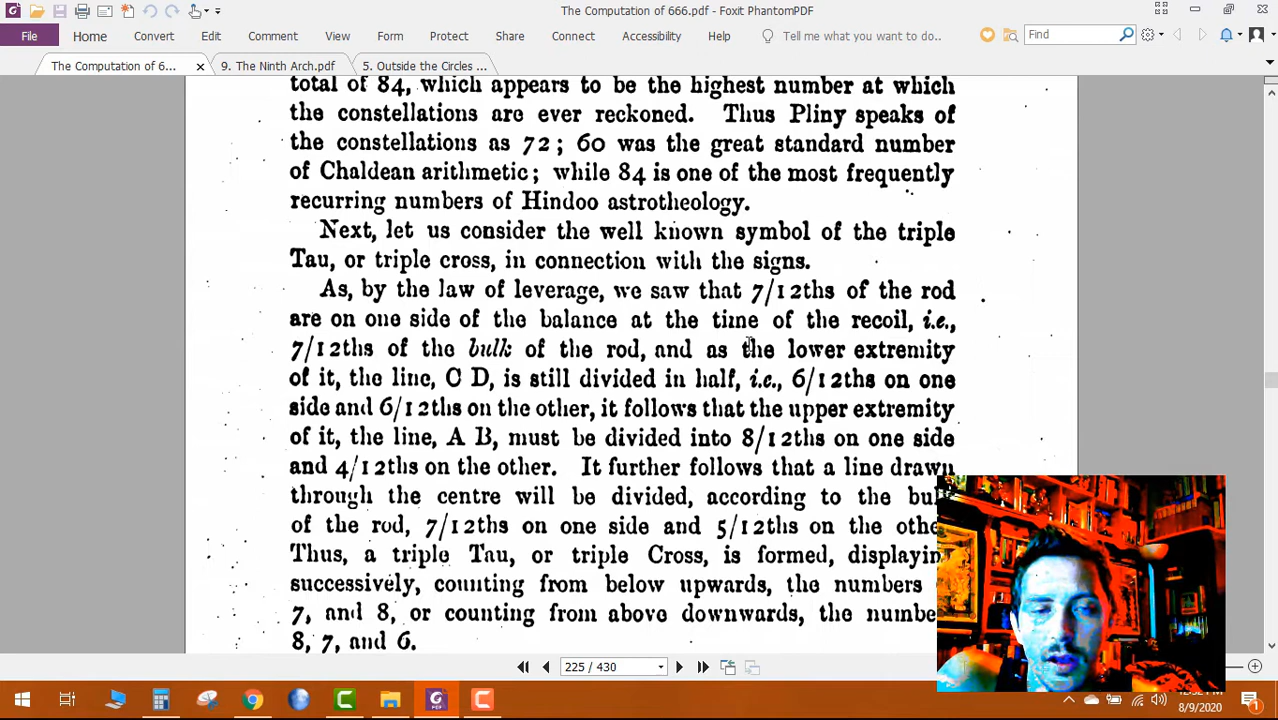 The Computation of 666.pdf - Foxit PhantomPDF
File Home Convert Edit Comment View Form Protect Share Connect Accessibility Help Tell me what you want to do.. Find
The Computation of 6... 9. The Ninth Arch.pdf 5. Outside the Circles ...
total of 84, which appears to be the highest number at which
the constellations are ever reckoned. Thus Pliny speaks of
the constellations as 72; 60 was the great standard number
of Chaldean arithmetic; while 84 is one of the most frequently
recurring numbers of Hindoo astrotheology.
Next, let us consider the well known symbol of the triple
Tau, or triple cross, in connection with the signs.
As, by the law of leverage, we saw that 7/12ths of the rod
are on one side of the balance at the time of the recoil, i.e.,
7/12ths of the bulk of the rod, and as the lower extremity
of it, the line, C D, is still divided in half, i.e., 6/12ths on one
side and 6/12ths on the other, it follows that the upper extremity
of it, the line, A B, must be divided into 8/12ths on one side
and 4/12ths on the other. It further follows that a line drawn
through the centre will be divided, according to the
of the rod, 7/12ths on one side and 5/12ths on the
Thus, a triple Tau, or triple Cross, is formed,
successively, counting from below upwards, the numbers
7, and 8, or counting from above downwards, the
8, 7, and 6.
225 / 430
8/9/2020